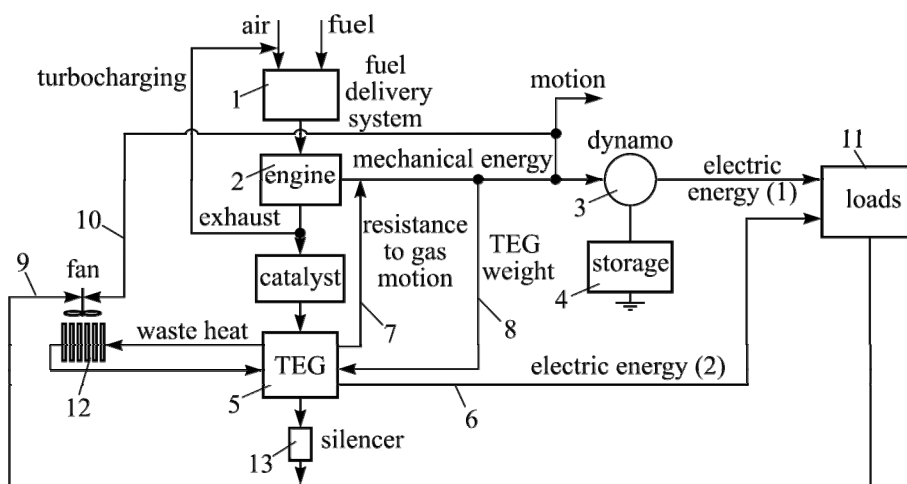 air
fuel
turbocharging
1
fuel
delivery
system
motion
dynamo
11
2
engine
mechanical energy
3
electric
energy (1)
loads
10
exhaust
resistance
to gas
motion
TEG
weight
storage
4
9
fan
catalyst
7
8
waste heat
TEG
electric energy (2)
12
5
6
13
silencer